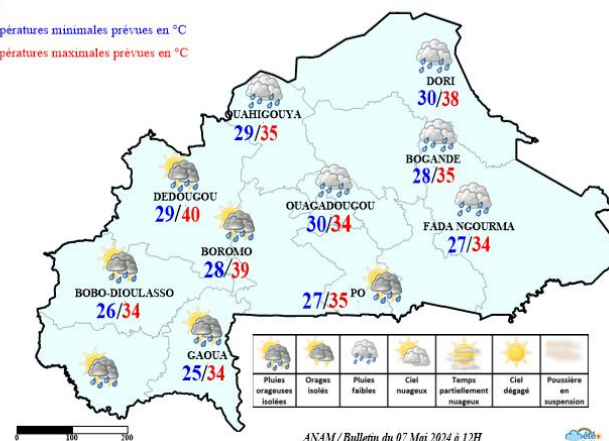 pératures minimales prévues en °C
pératures maximales prévues en °C
DORI
30/38
OUAHIGOUYA
29/35
BOGANDE
28/35
DEDOUGOU
29/40
OUAGADOUGOU
30/34
FADA NGOURMA
27/34
BOROMO
28/39
BOBO-DIOULASSO
26/34
27/35 PO
GAOUA
25/34
Pluies orageuses isolées
Orages isolés
Pluies faibles
Ciel nuageux
Temps partiellement nuageux
Ciel dégagé
Poussière en suspension
0 100 200
ANAM / Bulletin du 07 Mai 2024 à 12H